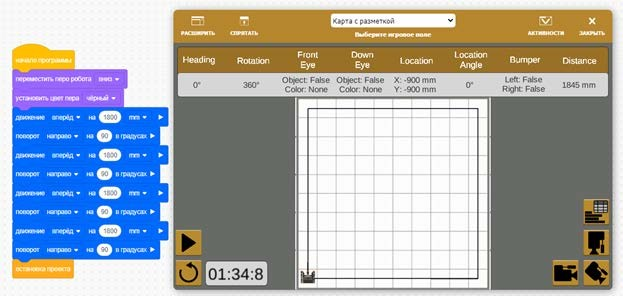 начало программы
переместить перо робота вниз
установить цвет пера чёрный
движение вперёд на 1800 mm
поворот направо на 90 в градусах
движение вперёд на 1800 mm
поворот направо на 90 в градусах
движение вперёд на 1800 mm
поворот направо на 90 в градусах
движение вперёд на 1800 mm
поворот направо на 90 в градусах
остановка проекта
РАСШИРИТЬ СПРЯТАТЬ Карта с разметкой АКТИВНОСТИ ЗАКРЫТЬ
Выберите игровое поле
Heading Rotation Front Eye Down Eye Location Location Angle Bumper Distance
0° 360° Object: False Color: None Object: False Color: None X: -900 mm Y: -900 mm 0° Left: False Right: False 1845 mm
01:34:8